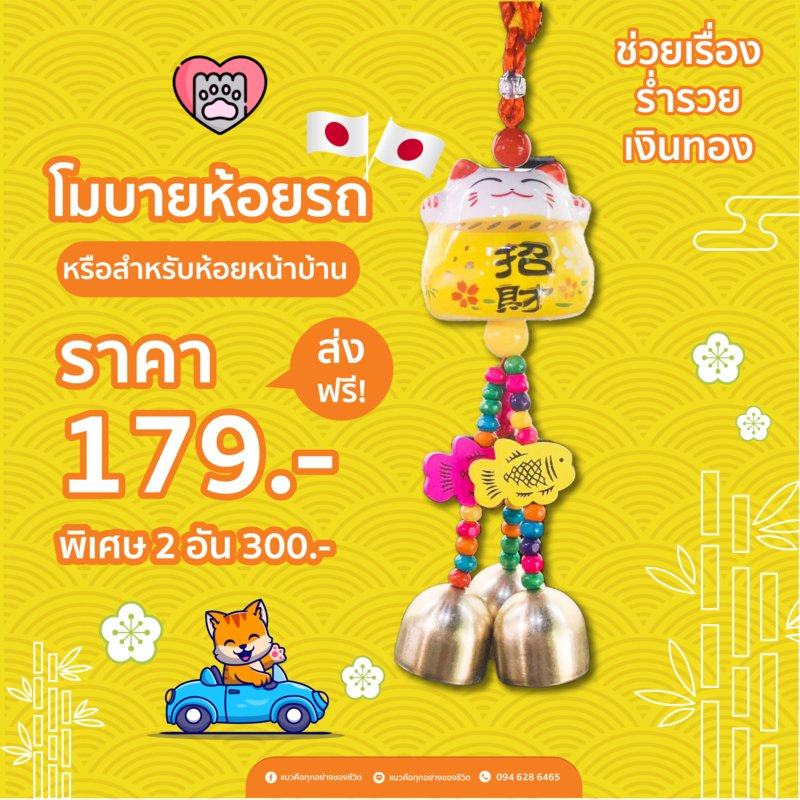 ช่วยเรื่อง
ร่ำรวย
เงินทอง
โมบายห้อยรถ
หรือสำหรับห้อยหน้าบ้าน
ราคา
ส่ง
ฟรี!
179.-
พิเศษ 2 อัน 300.-
招
財
แมวคือทุกอย่างของชีวิต
แมวคือทุกอย่างของชีวิต
094 628 6465